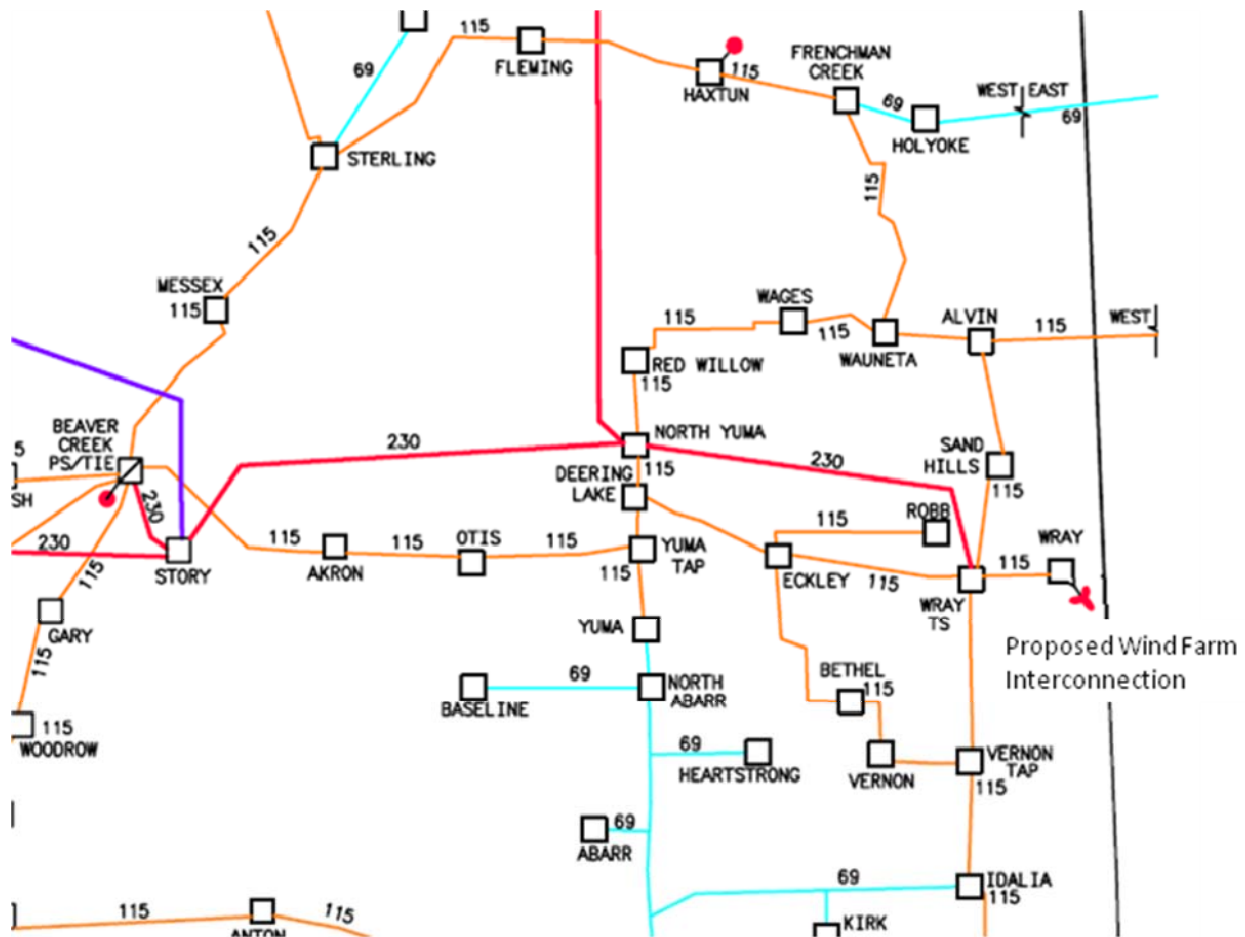 115
FLEMING
69
115
HAXTUN
FRENCHMAN
CREEK
69
HOLYOKE
WEST EAST
69
STERLING
115
115
MESSEX
115
WAGES
115
115
WAUNETA
ALVIN
115
WEST
RED WILLOW
115
BEAVER
CREEK
PS/TIE
5
SH
230
230
NORTH YUMA
115
230
DEERING
LAKE
SAND
HILLS
115
ROBB
115
230
STORY
115
AKRON
115
OTIS
115
YUMA
TAP
115
ECKLEY
115
WRAY
TS
115
WRAY
115
GARY
115
YUMA
Proposed Wind Farm
Interconnection
69
BASELINE
NORTH
ABARR
BETHEL
115
115
WOODROW
69
HEARTSTRONG
VERNON
VERNON
TAP
115
69
ABARR
69
IDALIA
115
KIRK
115
115
ANTON